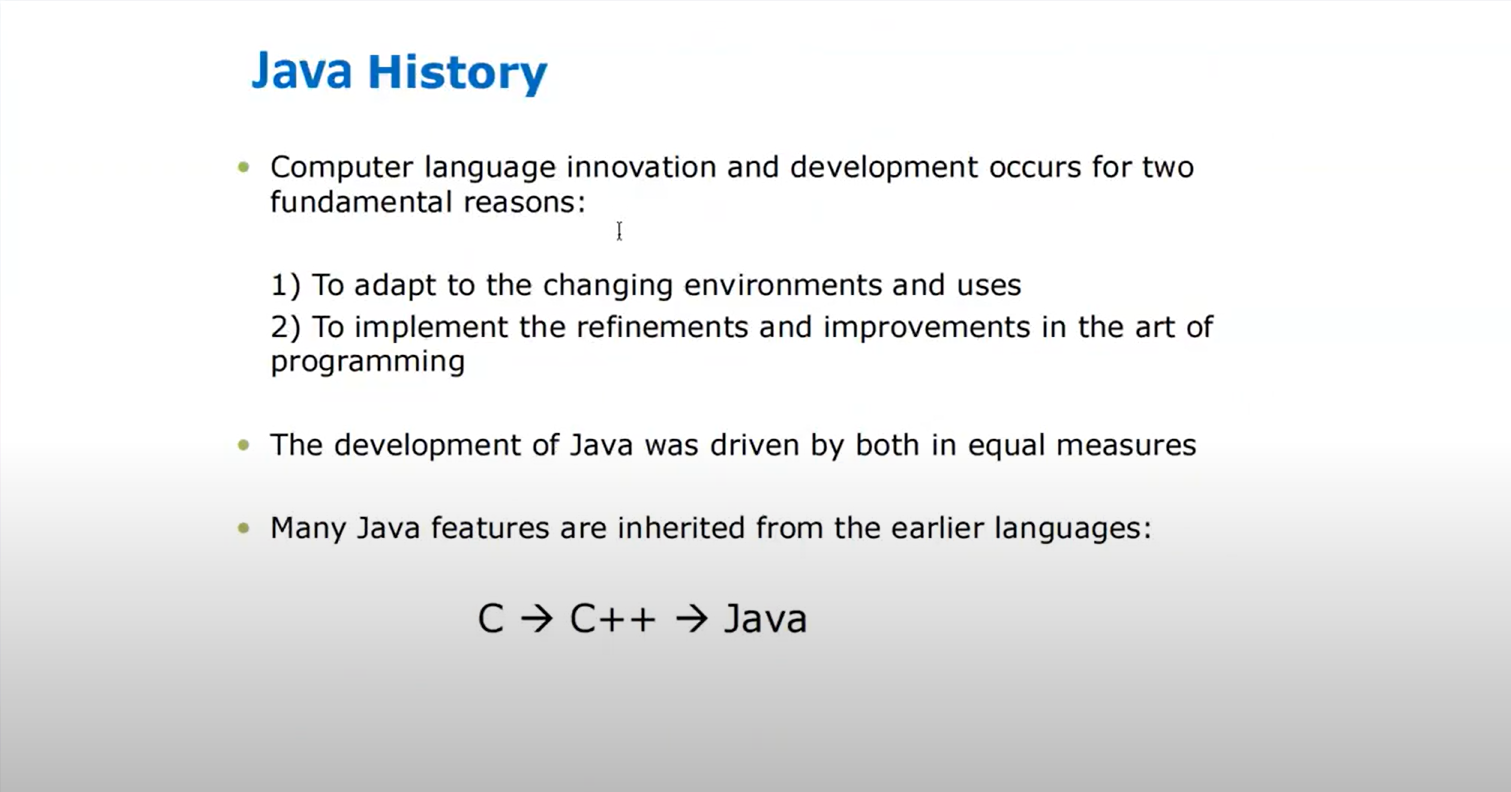 Java History
• Computer language innovation and development occurs for two
fundamental reasons:
1) To adapt to the changing environments and uses
2) To implement the refinements and improvements in the art of
programming
• The development of Java was driven by both in equal measures
• Many Java features are inherited from the earlier languages:
C → C++ → Java